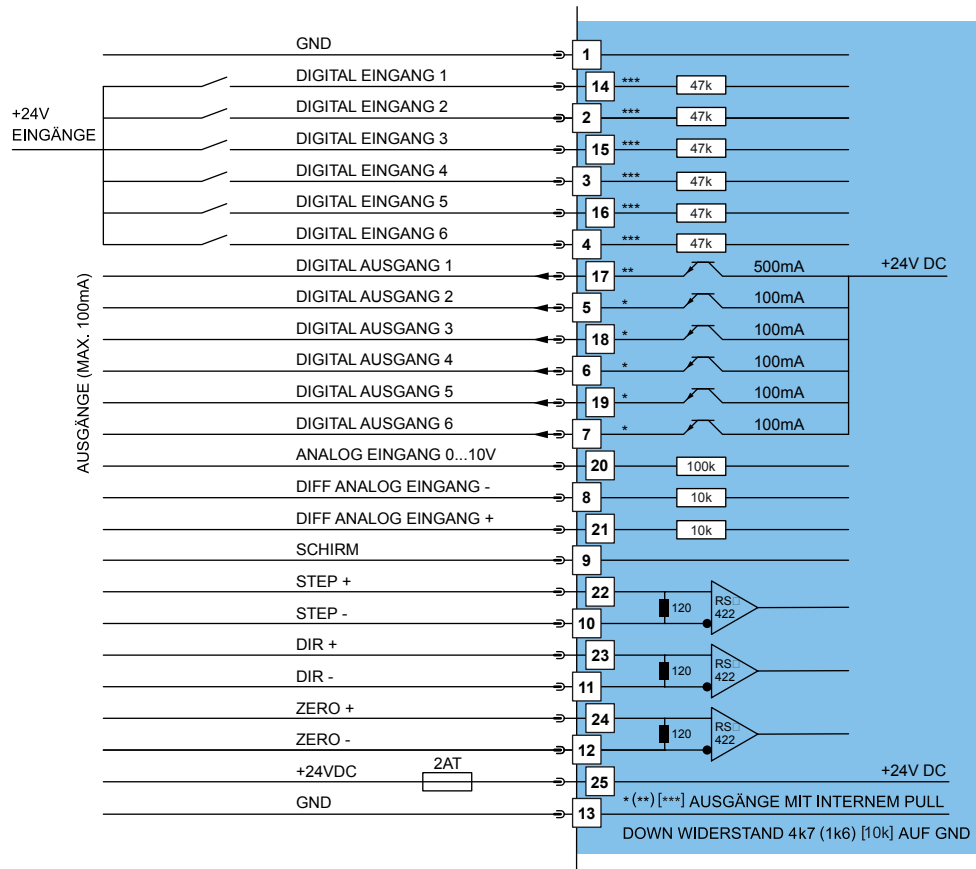 GND 1
DIGITAL EINGANG 1 14 *** 47k
+24V
EINGÄNGE
DIGITAL EINGANG 2 2 *** 47k
DIGITAL EINGANG 3 15 *** 47k
DIGITAL EINGANG 4 3 *** 47k
DIGITAL EINGANG 5 16 *** 47k
DIGITAL EINGANG 6 4 *** 47k
AUSGÄNGE (MAX. 100mA)
DIGITAL AUSGANG 1 17 ** 500mA +24V DC
DIGITAL AUSGANG 2 5 * 100mA
DIGITAL AUSGANG 3 18 * 100mA
DIGITAL AUSGANG 4 6 * 100mA
DIGITAL AUSGANG 5 19 * 100mA
DIGITAL AUSGANG 6 7 * 100mA
ANALOG EINGANG 0...10V 20 100k
DIFF ANALOG EINGANG - 8 10k
DIFF ANALOG EINGANG + 21 10k
SCHIRM 9
STEP + 22
120 RS
422
STEP - 10
DIR + 23
120 RS
422
DIR - 11
ZERO + 24
120 RS
422
ZERO - 12
+24VDC 2AT 25 +24V DC
GND 13
*(**)[***] AUSGÄNGE MIT INTERNEM PULL
DOWN WIDERSTAND 4k7 (1k6) [10k] AUF GND